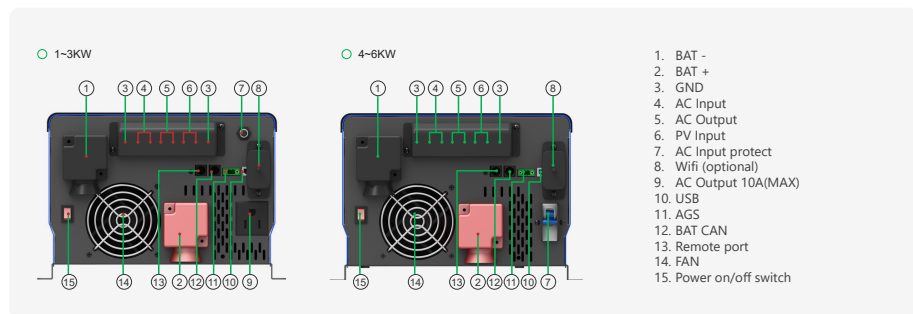 1~3KW
1 3 4 5 6 3 7 8
15 14 13 2 12 11 10 9
4~6KW
1 3 4 5 6 3 8
15 14 13 2 12 11 10 7
1. BAT -
2. BAT +
3. GND
4. AC Input
5. AC Output
6. PV Input
7. AC Input protect
8. Wifi (optional)
9. AC Output 10A(MAX)
10. USB
11. AGS
12. BAT CAN
13. Remote port
14. FAN
15. Power on/off switch